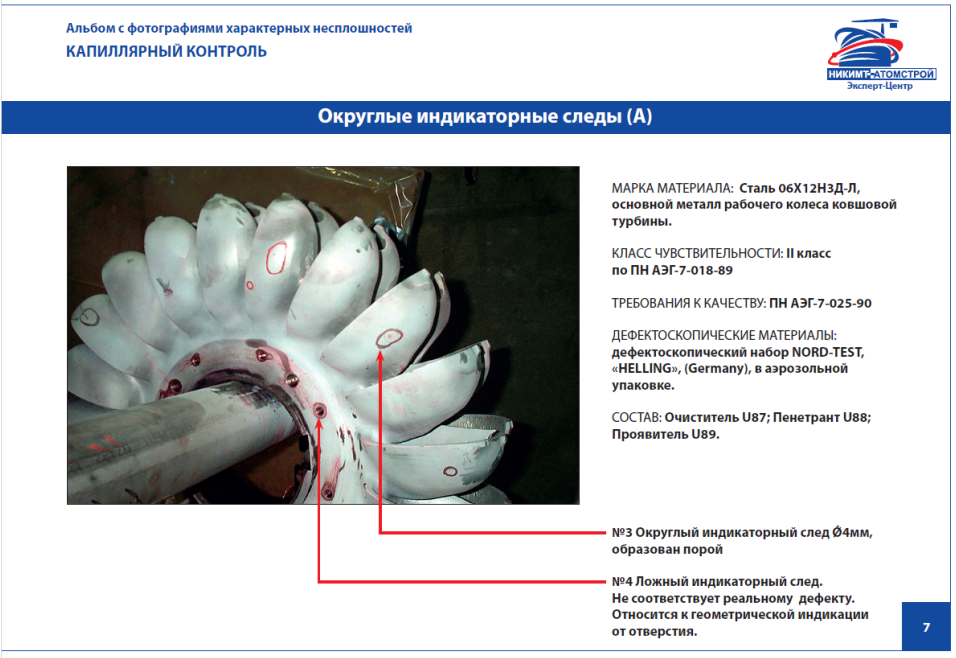 Альбом с фотографиями характерных несплошностей
КАПИЛЛЯРНЫЙ КОНТРОЛЬ
НИКИМТ-АТОМСТРОЙ
Эксперт-Центр
Округлые индикаторные следы (А)
МАРКА МАТЕРИАЛА: Сталь 06Х12Н3Д-Л,
основной металл рабочего колеса ковшовой
турбины.
КЛАСС ЧУВСТВИТЕЛЬНОСТИ: II класс
по ПН АЭГ-7-018-89
ТРЕБОВАНИЯ К КАЧЕСТВУ: ПН АЭГ-7-025-90
ДЕФЕКТОСКОПИЧЕСКИЕ МАТЕРИАЛЫ:
дефектоскопический набор NORD-TEST,
«HELLING», (Germany), в аэрозольной
упаковке.
СОСТАВ: Очиститель U87; Пенетрант U88;
Проявитель U89.
№3 Округлый индикаторный след Ø4мм,
образован порой
№4 Ложный индикаторный след.
Не соответствует реальному дефекту.
Относится к геометрической индикации
от отверстия.
7